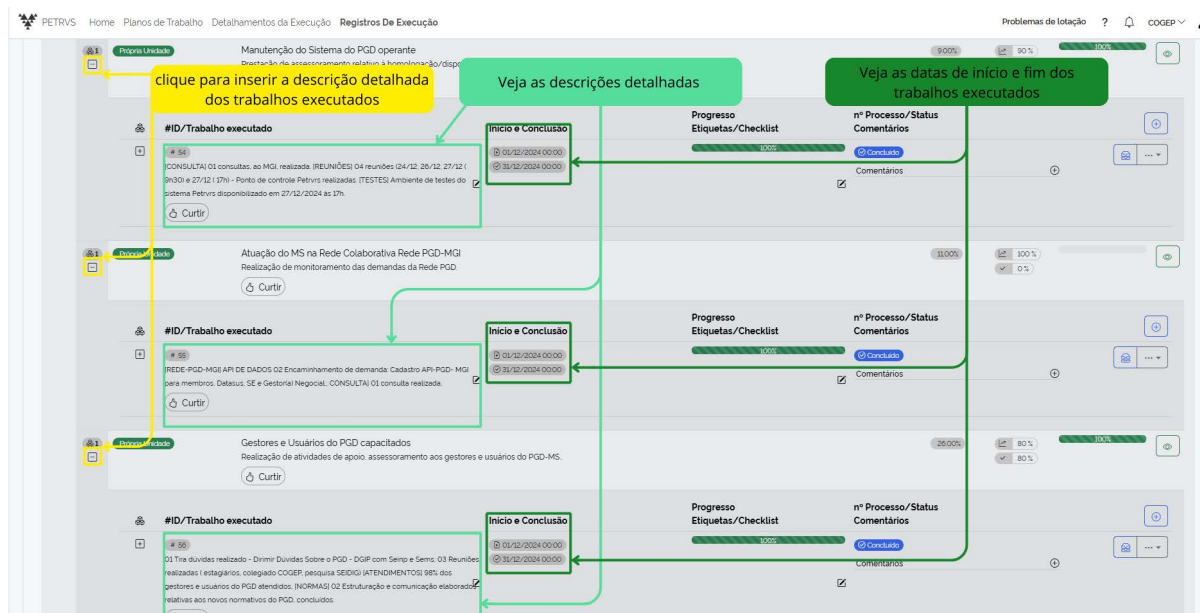 PETRVS Home Planos de Trabalho Detalhamentos da Execução Registros De Execução Problemas de lotação ? COGEP
1 Própria Unidade Manutenção do Sistema do PGD operante 9.00% 90 % 100%
Prestação de assessoramento relativo à homologação/dispo
clique para inserir a descrição detalhada
dos trabalhos executados
Veja as descrições detalhadas
Veja as datas de início e fim dos
trabalhos executados
#ID/Trabalho executado Início e Conclusão Progresso Etiquetas/Checklist nº Processo/Status Comentários
# 54 01/12/2024 00:00 100% Concluído
31/12/2024 00:00 Comentários
[CONSULTA] 01 consultas, ao MGI, realizada. [REUNIÕES] 04 reuniões (24/12, 26/12, 27/12 (
9h30) e 27/12 ( 17h) - Ponto de controle Petrvs realizadas. [TESTES] Ambiente de testes do
sistema Petrvs disponibilizado em 27/12/2024 às 17h.
Curtir
1 Própria Unidade Atuação do MS na Rede Colaborativa Rede PGD-MGI 11.00% 100 %
Realização de monitoramento das demandas da Rede PGD. 0 %
Curtir
#ID/Trabalho executado Início e Conclusão Progresso Etiquetas/Checklist nº Processo/Status Comentários
# 55 01/12/2024 00:00 100% Concluído
31/12/2024 00:00 Comentários
[REDE-PGD-MGI] API DE DADOS 02 Encaminhamento de demanda: Cadastro API-PGD- MGI
para membros, Datasus, SE e Gestor(a) Negocial.; CONSULTA] 01 consulta realizada.
Curtir
1 Própria Unidade Gestores e Usuários do PGD capacitados 26.00% 80 % 100%
Realização de atividades de apoio, assessoramento aos gestores e usuários do PGD-MS. 80 %
Curtir
#ID/Trabalho executado Início e Conclusão Progresso Etiquetas/Checklist nº Processo/Status Comentários
# 56 01/12/2024 00:00 100% Concluído
31/12/2024 00:00 Comentários
01 Tira dúvidas realizado - Dirimir Dúvidas Sobre o PGD - DGIP com Seinp e Sems, 03 Reuniões
realizadas ( estagiários, colegiado COGEP, pesquisa SEIDIGI [ATENDIMENTOS] 98% dos
gestores e usuários do PGD atendidos. [NORMAS] 02 Estruturação e comunicação elaborados
relativas aos novos normativos do PGD, concluídos.